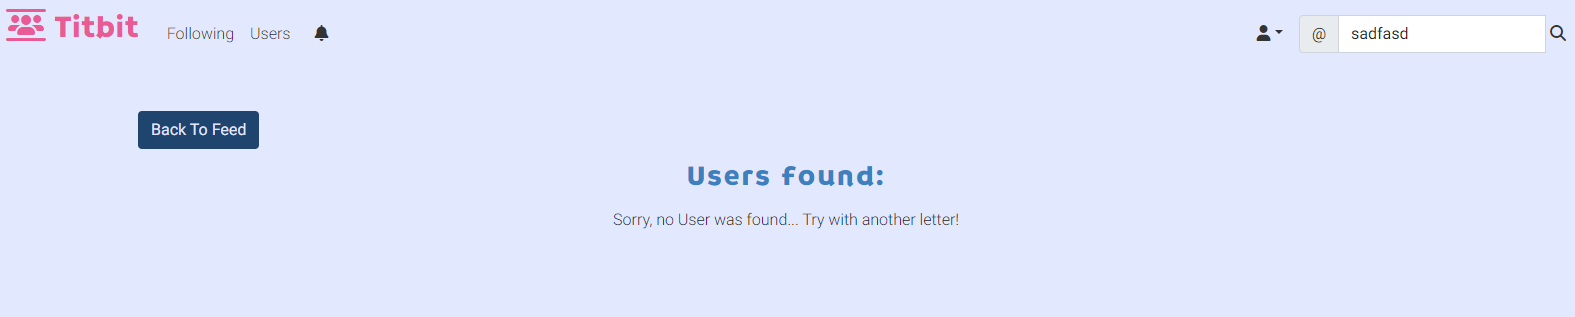 Titbit Following Users @ sadfasd
Back To Feed
Users found:
Sorry, no User was found... Try with another letter!